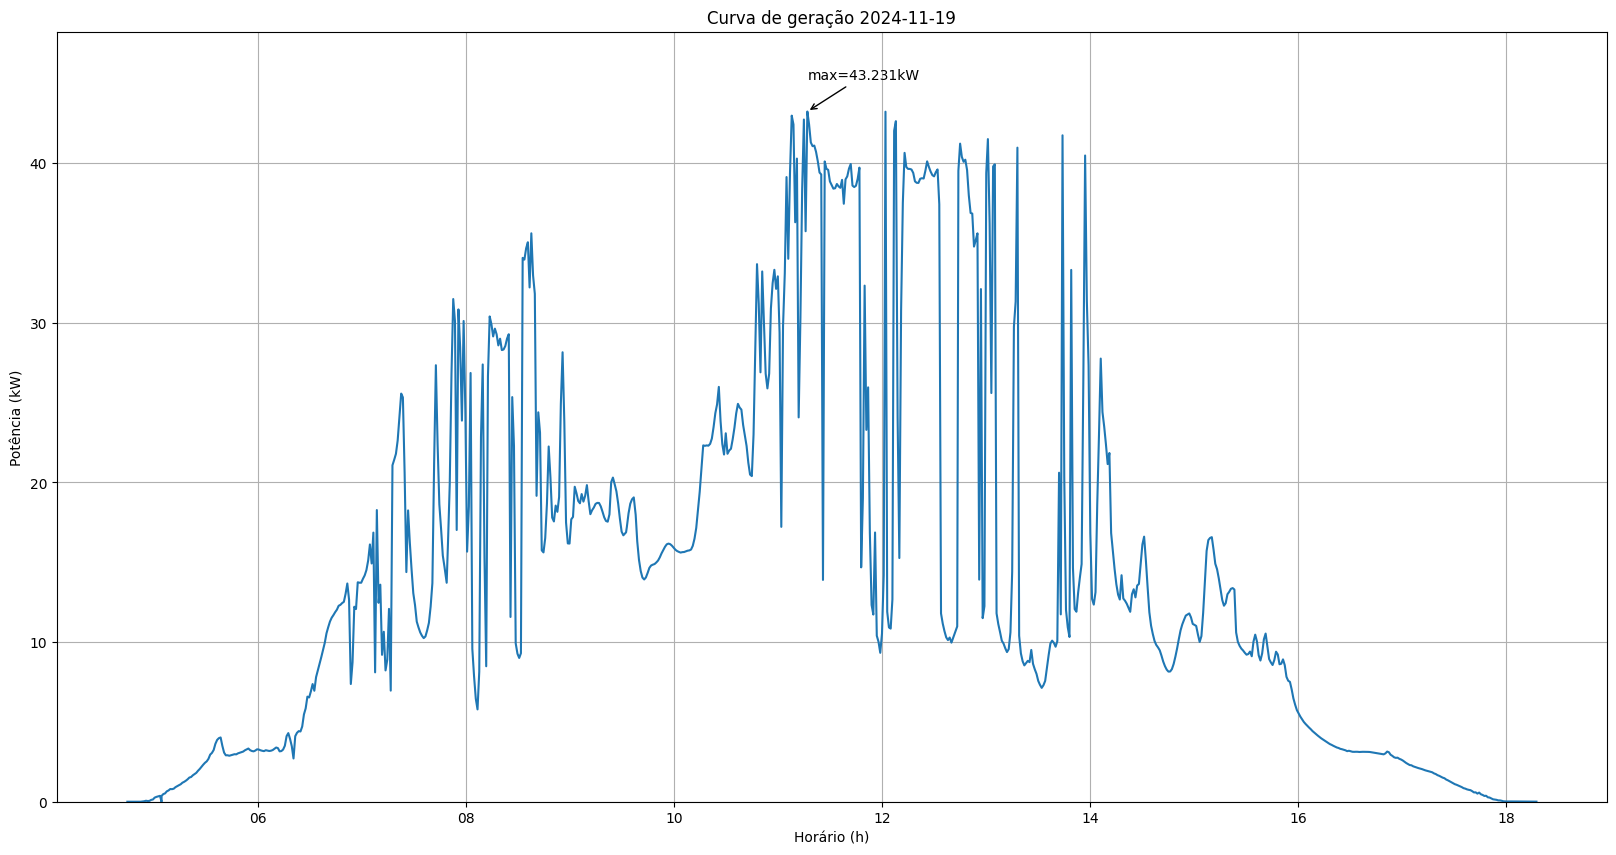 Curva de geração 2024-11-19
max=43.231kW
Potência (kW)
40
30
20
10
0
06 08 10 12 14 16 18
Horário (h)